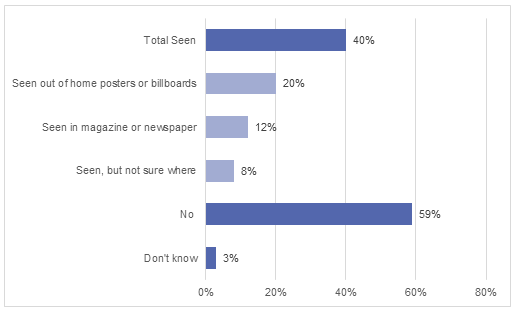 Total Seen 40%
Seen out of home posters or billboards 20%
Seen in magazine or newspaper 12%
Seen, but not sure where 8%
No 59%
Don't know 3%
0% 20% 40% 60% 80%